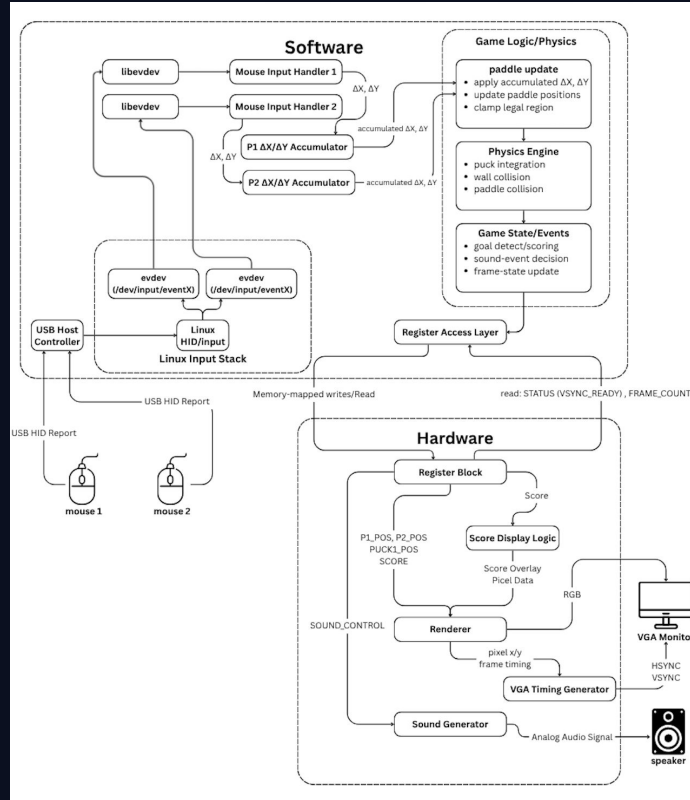 Software
Game Logic/Physics
libevdev
Mouse Input Handler 1
libevdev
Mouse Input Handler 2
ΔX, ΔY
P1 ΔX/ΔY Accumulator
accumulated ΔX, ΔY
ΔX, ΔY
P2 ΔX/ΔY Accumulator
accumulated ΔX, ΔY
paddle update
• apply accumulated ΔX, ΔY
• update paddle positions
• clamp legal region
Physics Engine
• puck integration
• wall collision
• paddle collision
Game State/Events
• goal detect/scoring
• sound-event decision
• frame-state update
evdev
(/dev/input/eventX)
evdev
(/dev/input/eventX)
USB Host
Controller
Linux
HID/input
Linux Input Stack
Register Access Layer
Memory-mapped writes/Read
read: STATUS (VSYNC_READY) , FRAME_COUNT
USB HID Report
USB HID Report
mouse 1
mouse 2
Hardware
Register Block
Score
P1_POS, P2_POS
PUCK1_POS
SCORE
Score Display Logic
Score Overlay
Picel Data
RGB
SOUND_CONTROL
Renderer
VGA Monito
pixel x/y
frame timing
HSYNC
VSYNC
VGA Timing Generator
Sound Generator
Analog Audio Signal
speaker